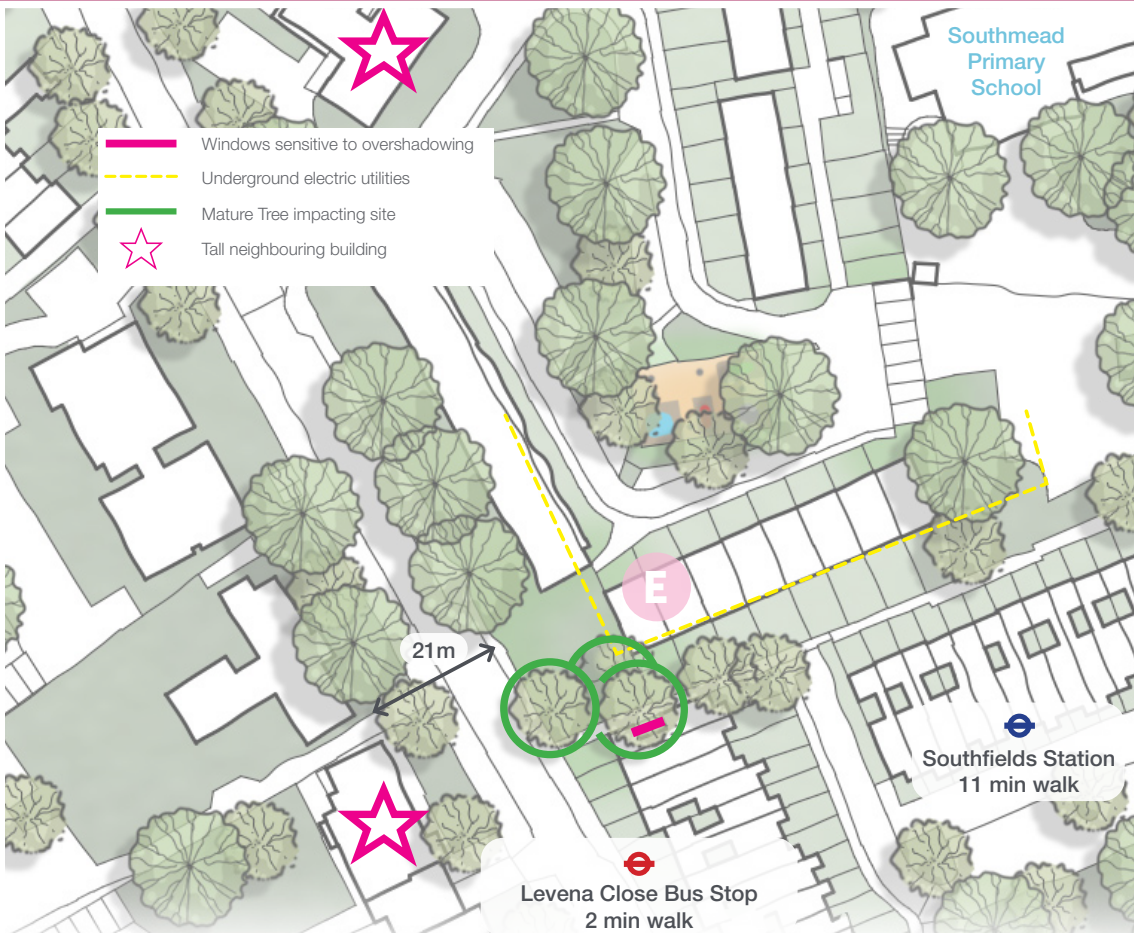 Southmead
Primary
School
Windows sensitive to overshadowing
Underground electric utilities
Mature Tree impacting site
Tall neighbouring building
E
21m
Southfields Station
11 min walk
Levena Close Bus Stop
2 min walk